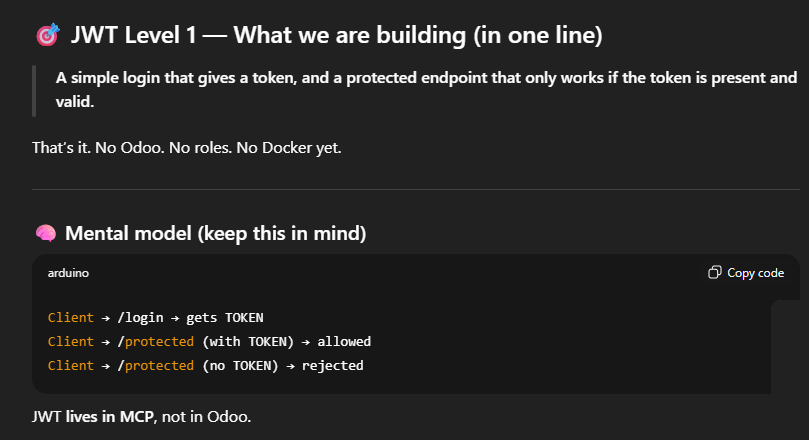 🎯 JWT Level 1 — What we are building (in one line)
A simple login that gives a token, and a protected endpoint that only works if the token is present and
valid.
That's it. No Odoo. No roles. No Docker yet.
🧠 Mental model (keep this in mind)
arduino
Copy code
Client → /login → gets TOKEN
Client → /protected (with TOKEN) → allowed
Client → /protected (no TOKEN) → rejected
JWT lives in MCP, not in Odoo.